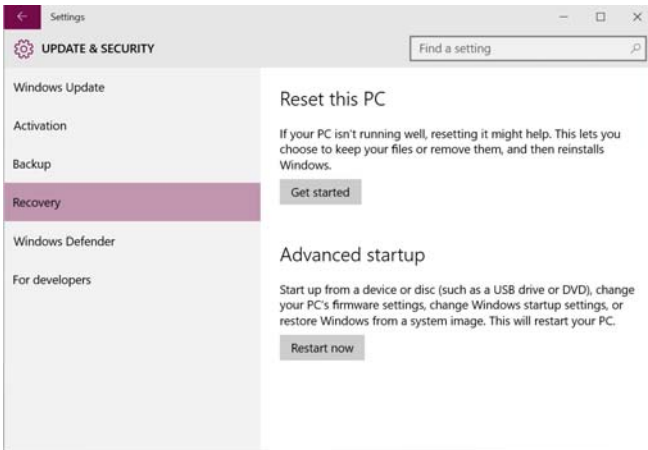 Settings
UPDATE & SECURITY
Find a setting
Windows Update
Activation
Backup
Recovery
Windows Defender
For developers
Reset this PC
If your PC isn't running well, resetting it might help. This lets you
choose to keep your files or remove them, and then reinstalls
Windows.
Get started
Advanced startup
Start up from a device or disc (such as a USB drive or DVD), change
your PC's firmware settings, change Windows startup settings, or
restore Windows from a system image. This will restart your PC.
Restart now